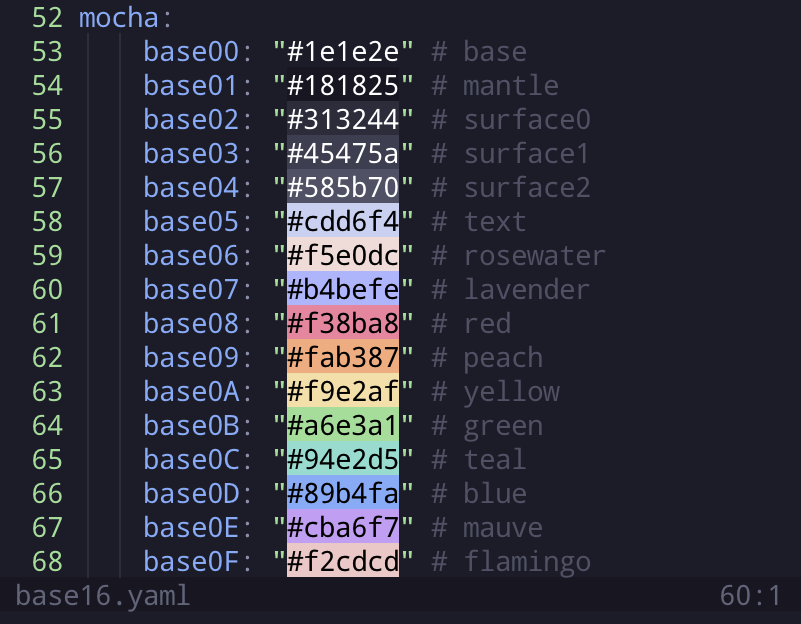 52 mocha:
53 base00: "#1e1e2e" # base
54 base01: "#181825" # mantle
55 base02: "#313244" # surface0
56 base03: "#45475a" # surface1
57 base04: "#585b70" # surface2
58 base05: "#cdd6f4" # text
59 base06: "#f5e0dc" # rosewater
60 base07: "#b4befe" # lavender
61 base08: "#f38ba8" # red
62 base09: "#fab387" # peach
63 base0A: "#f9e2af" # yellow
64 base0B: "#a6e3a1" # green
65 base0C: "#94e2d5" # teal
66 base0D: "#89b4fa" # blue
67 base0E: "#cba6f7" # mauve
68 base0F: "#f2cdcd" # flamingo
base16.yaml 60:1